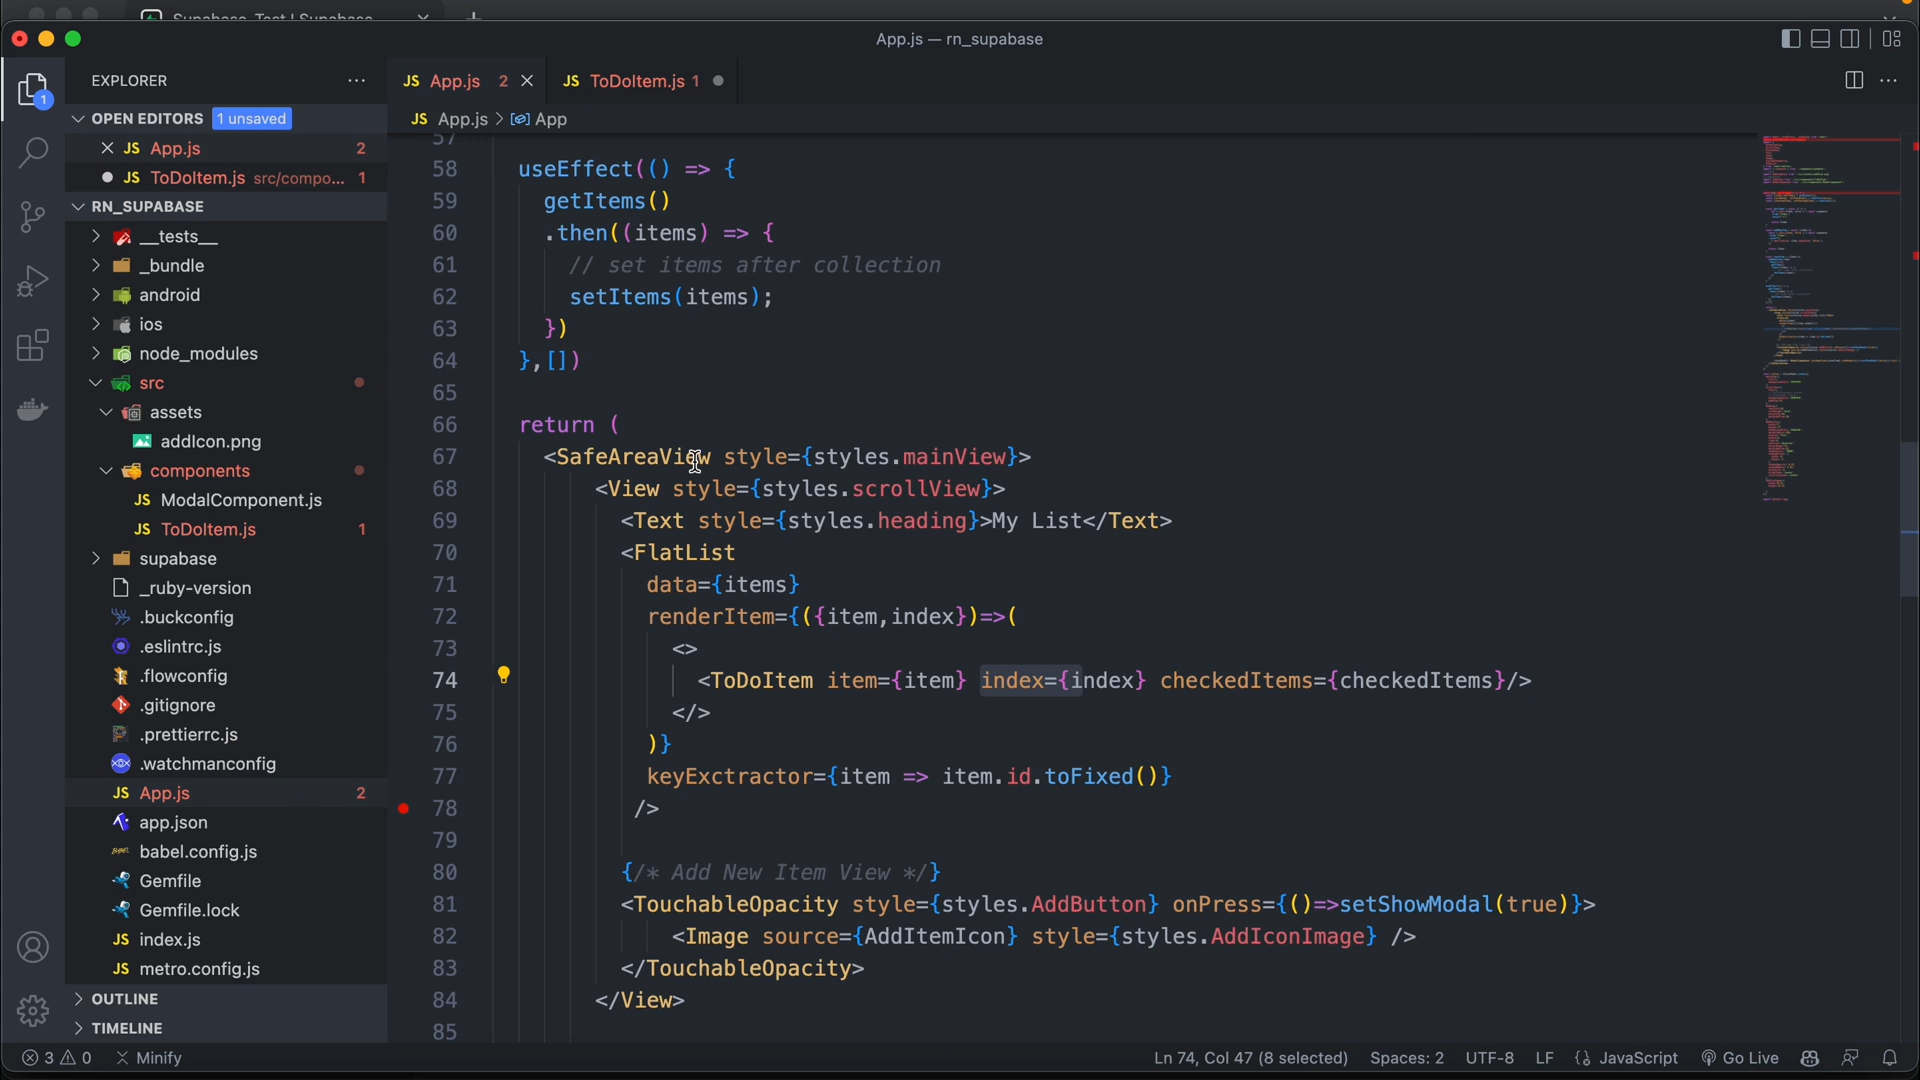 Supabase_Test | Supabase
App.js — rn_supabase
EXPLORER
OPEN EDITORS 1 unsaved
JS App.js 2
JS ToDoItem.js src/compo... 1
RN_SUPABASE
__tests__
_bundle
android
ios
node_modules
src
assets
addIcon.png
components
JS ModalComponent.js
JS ToDoItem.js 1
supabase
_ruby-version
.buckconfig
.eslintrc.js
.flowconfig
.gitignore
.prettierrc.js
.watchmanconfig
JS App.js 2
app.json
babel.config.js
Gemfile
Gemfile.lock
JS index.js
JS metro.config.js
OUTLINE
TIMELINE
JS App.js 2
JS ToDoItem.js 1
JS App.js > App
57
58 useEffect(() => {
59 getItems()
60 .then((items) => {
61 // set items after collection
62 setItems(items);
63 })
64 },[])
65
66 return (
67 <SafeAreaView style={styles.mainView}>
68 <View style={styles.scrollView}>
69 <Text style={styles.heading}>My List</Text>
70 <FlatList
71 data={items}
72 renderItem={({item,index})=>(
73 <>
74 <ToDoItem item={item} index={index} checkedItems={checkedItems}/>
75 </>
76 )}
77 keyExctractor={item => item.id.toFixed()}
78 />
79
80 {/* Add New Item View */}
81 <TouchableOpacity style={styles.AddButton} onPress={()=>setShowModal(true)}>
82 <Image source={AddItemIcon} style={styles.AddIconImage} />
83 </TouchableOpacity>
84 </View>
85
3 0 Minify
Ln 74, Col 47 (8 selected) Spaces: 2 UTF-8 LF {} JavaScript Go Live